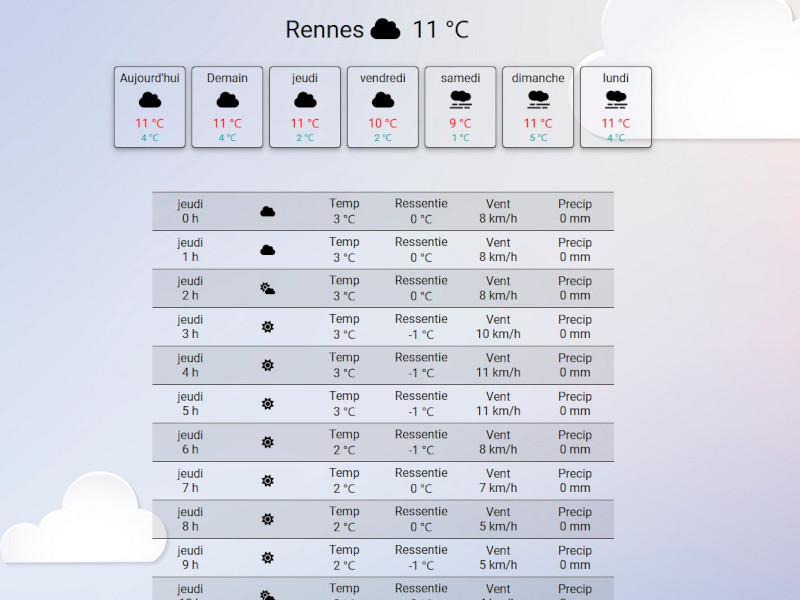 Rennes 11 °C
Aujourd'hui Demain jeudi vendredi samedi dimanche lundi
11 °C 11 °C 11 °C 10 °C 9 °C 11 °C 11 °C
4 °C 4 °C 2 °C 2 °C 1 °C 5 °C 4 °C
jeudi Temp Ressentie Vent Precip
0 h 3 °C 0 °C 8 km/h 0 mm
jeudi Temp Ressentie Vent Precip
1 h 3 °C 0 °C 8 km/h 0 mm
jeudi Temp Ressentie Vent Precip
2 h 3 °C 0 °C 8 km/h 0 mm
jeudi Temp Ressentie Vent Precip
3 h 3 °C -1 °C 10 km/h 0 mm
jeudi Temp Ressentie Vent Precip
4 h 3 °C -1 °C 11 km/h 0 mm
jeudi Temp Ressentie Vent Precip
5 h 3 °C -1 °C 11 km/h 0 mm
jeudi Temp Ressentie Vent Precip
6 h 2 °C -1 °C 8 km/h 0 mm
jeudi Temp Ressentie Vent Precip
7 h 2 °C 0 °C 7 km/h 0 mm
jeudi Temp Ressentie Vent Precip
8 h 2 °C 0 °C 5 km/h 0 mm
jeudi Temp Ressentie Vent Precip
9 h 2 °C -1 °C 5 km/h 0 mm
jeudi Temp Ressentie Vent Precip